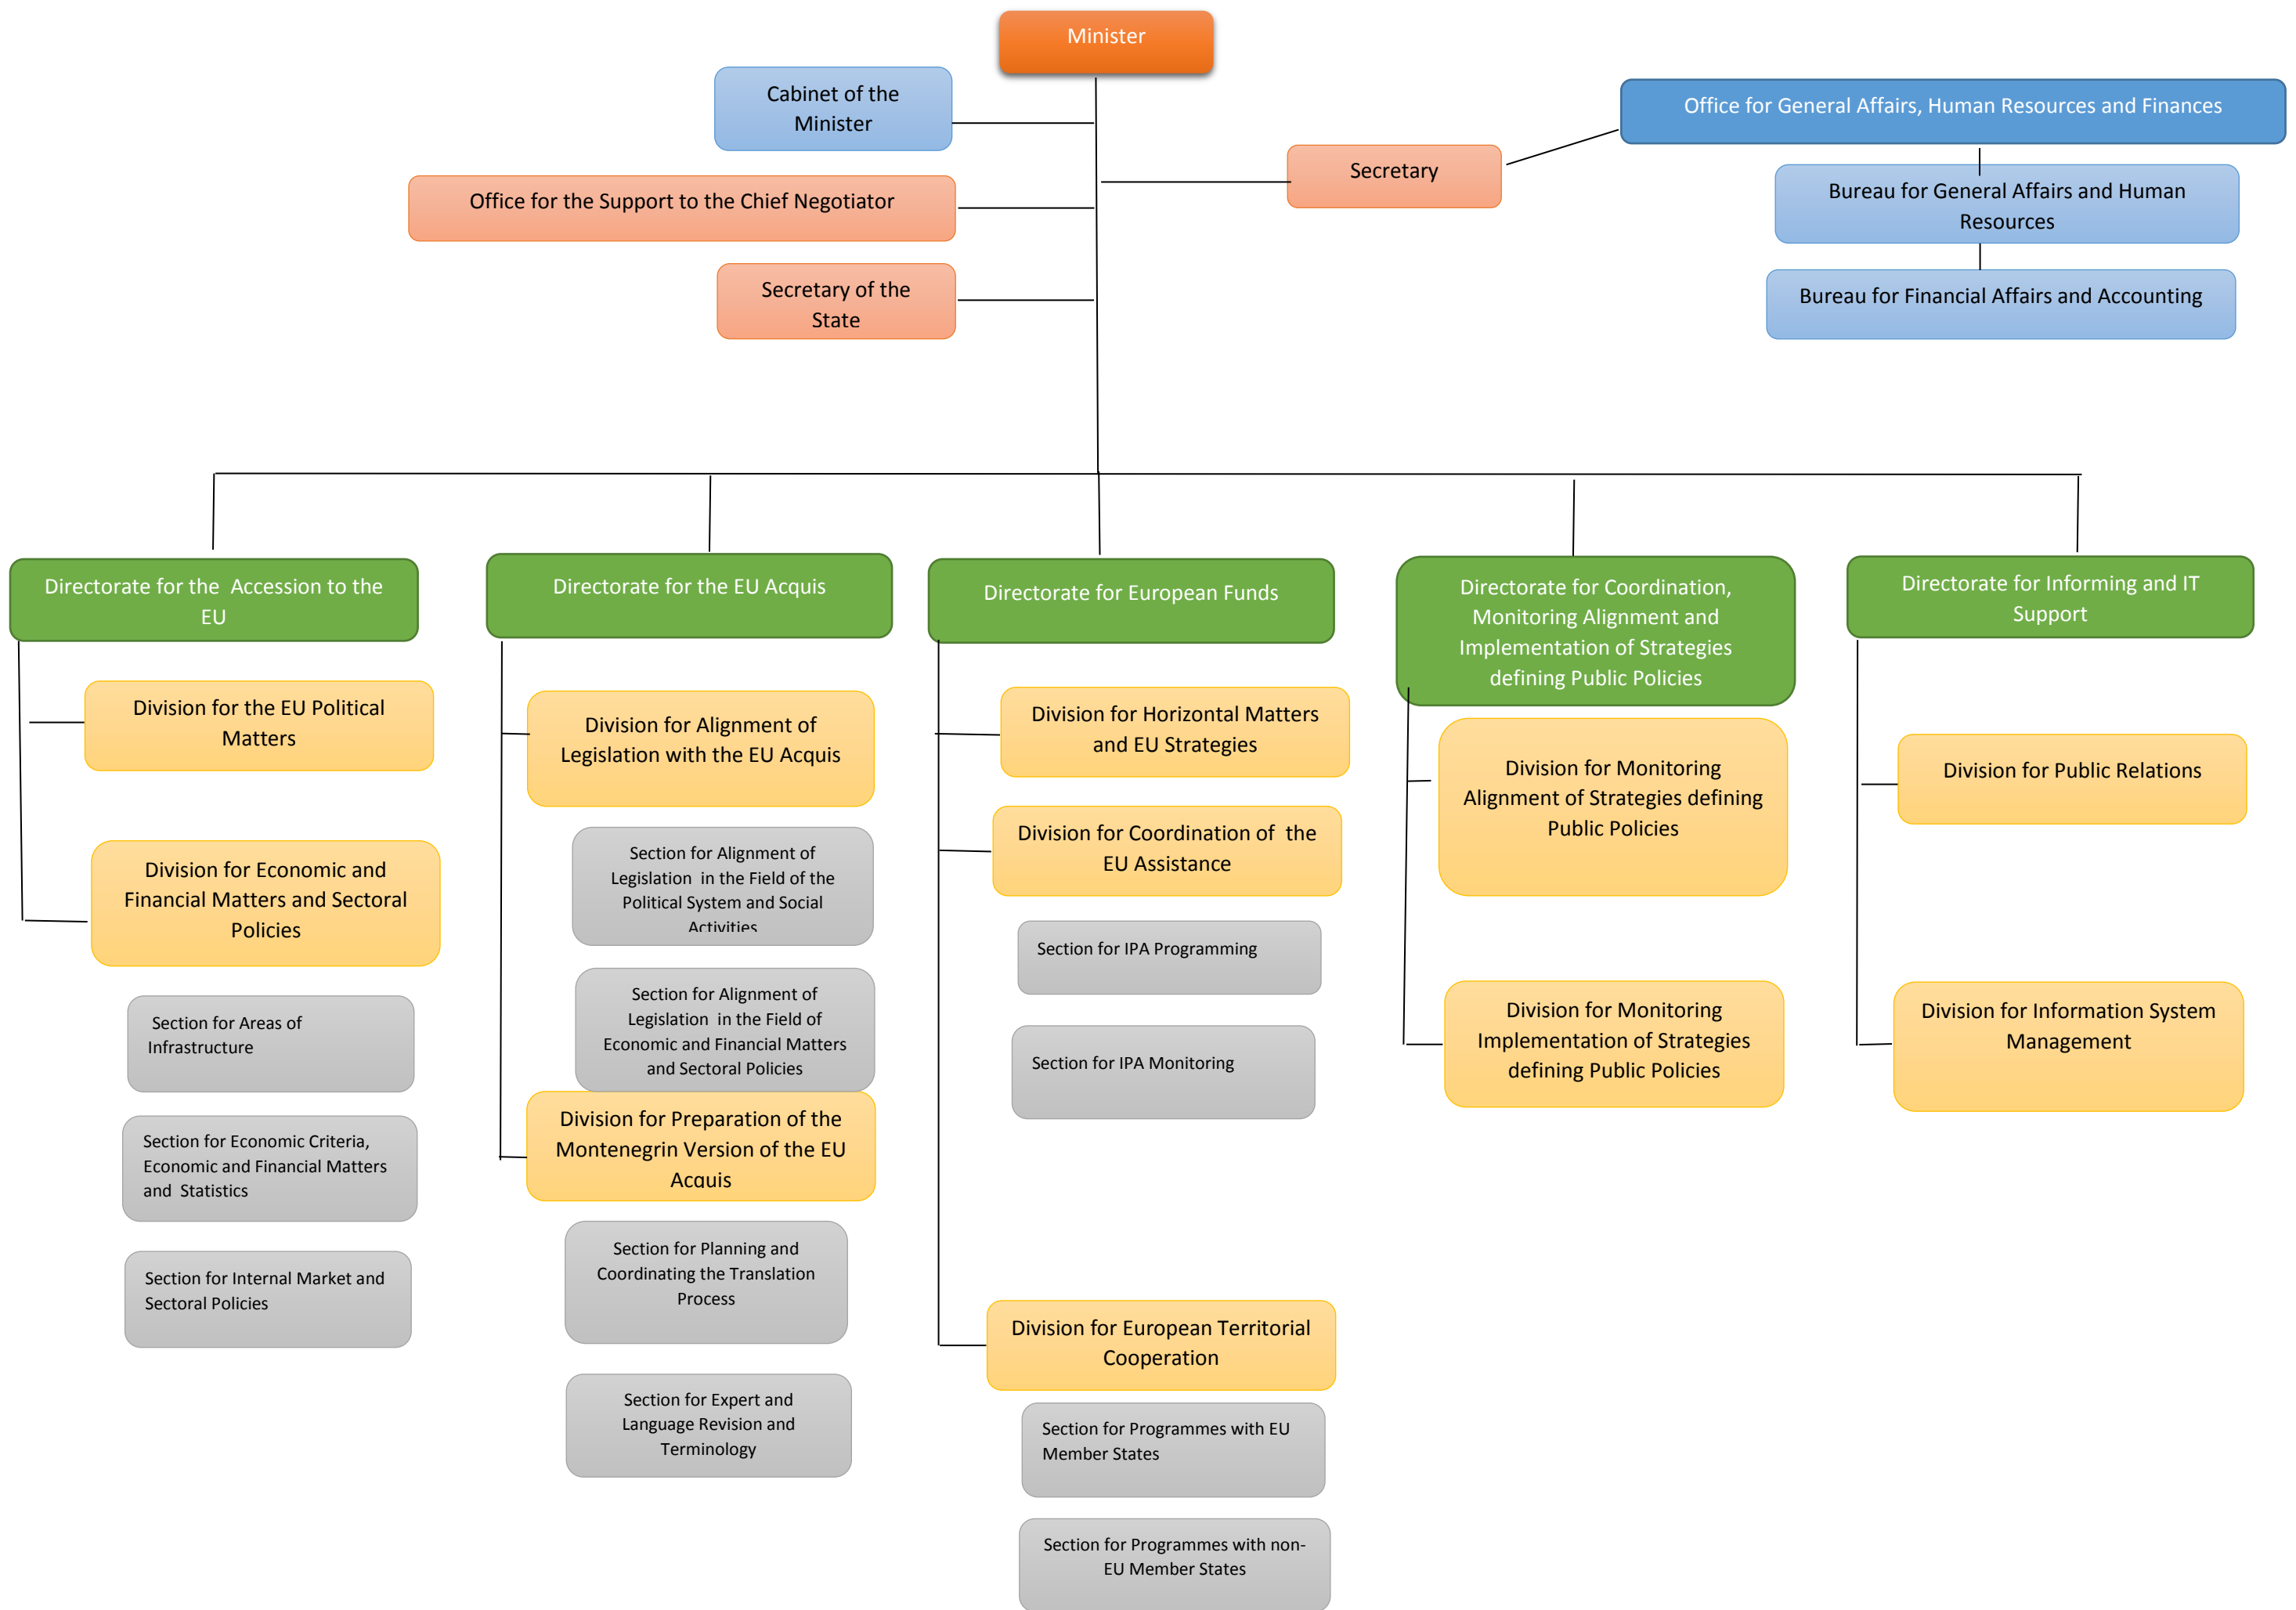 Minister
Cabinet of the
Minister
Office for General Affairs, Human Resources and Finances
Secretary
Office for the Support to the Chief Negotiator
Bureau for General Affairs and Human
Resources
Secretary of the
State
Bureau for Financial Affairs and Accounting
Directorate for the Accession to the
EU
Division for the EU Political
Matters
Division for Economic and
Financial Matters and Sectoral
Policies
Section for Areas of
Infrastructure
Section for Economic Criteria,
Economic and Financial Matters
and Statistics
Section for Internal Market and
Sectoral Policies
Directorate for the EU Acquis
Division for Alignment of
Legislation with the EU Acquis
Section for Alignment of
Legislation in the Field of the
Political System and Social
Activities
Section for Alignment of
Legislation in the Field of
Economic and Financial Matters
and Sectoral Policies
Division for Preparation of the
Montenegrin Version of the EU
Acquis
Section for Planning and
Coordinating the Translation
Process
Section for Expert and
Language Revision and
Terminology
Directorate for European Funds
Division for Horizontal Matters
and EU Strategies
Division for Coordination of the
EU Assistance
Section for IPA Programming
Section for IPA Monitoring
Division for European Territorial
Cooperation
Section for Programmes with EU
Member States
Section for Programmes with non-
EU Member States
Directorate for Coordination,
Monitoring Alignment and
Implementation of Strategies
defining Public Policies
Division for Monitoring
Alignment of Strategies defining
Public Policies
Division for Monitoring
Implementation of Strategies
defining Public Policies
Directorate for Informing and IT
Support
Division for Public Relations
Division for Information System
Management